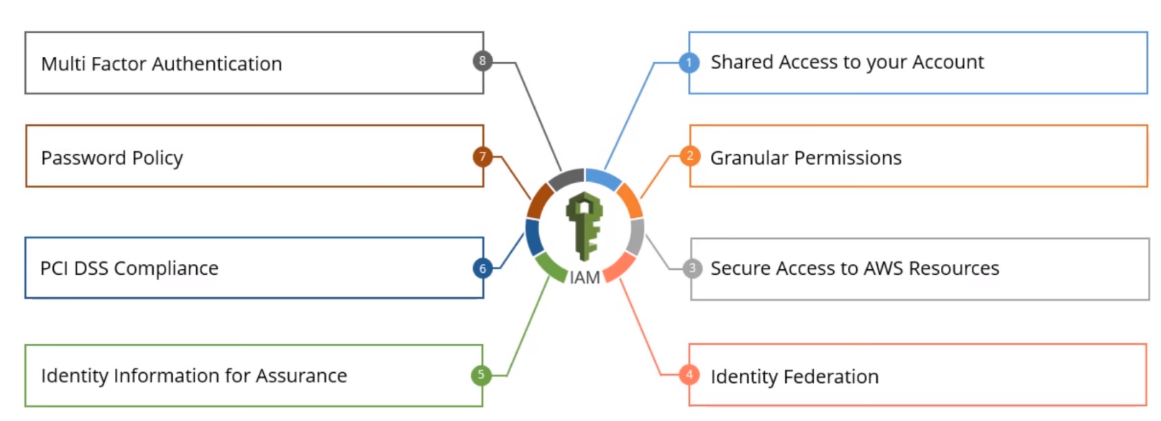 8 Multi Factor Authentication
1 Shared Access to your Account
7 Password Policy
2 Granular Permissions
6 PCI DSS Compliance
3 Secure Access to AWS Resources
IAM
5 Identity Information for Assurance
4 Identity Federation